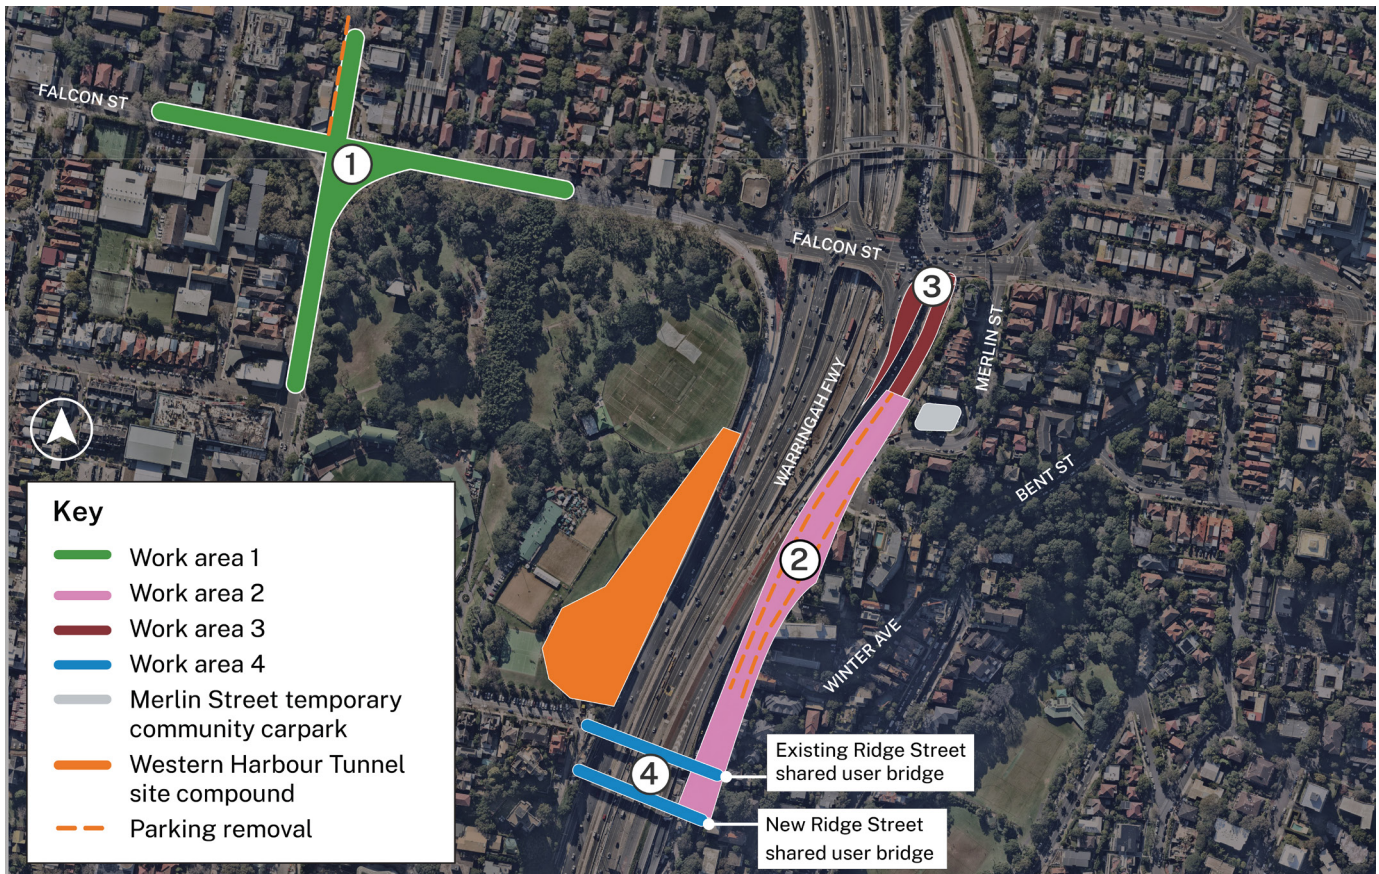 FALCON ST
1
FALCON ST
3
MERLIN ST
WARRINGAH FWY
BENT ST
2
WINTER AVE
4
Existing Ridge Street
shared user bridge
New Ridge Street
shared user bridge
Key
Work area 1
Work area 2
Work area 3
Work area 4
Merlin Street temporary
community carpark
Western Harbour Tunnel
site compound
Parking removal